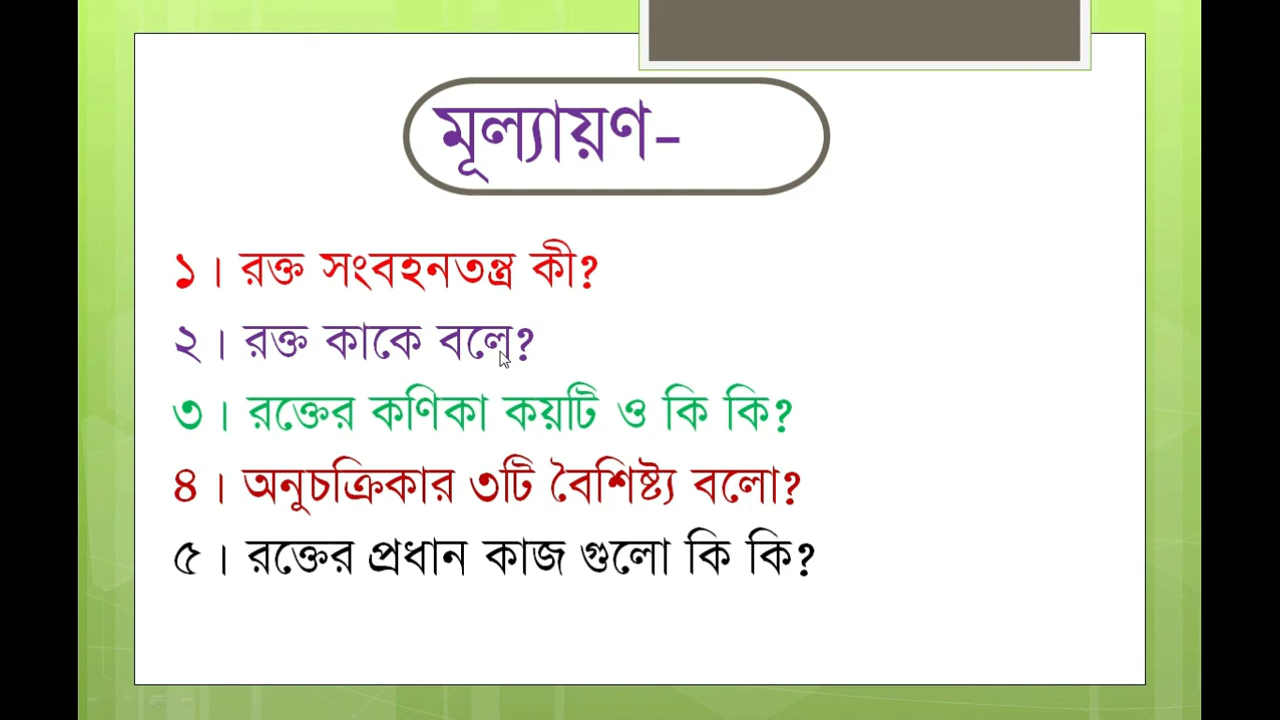 মূল্যায়ণ-
১। রক্ত সংবহনতন্ত্র কী?
২। রক্ত কাকে বলে?
৩। রক্তের কণিকা কয়টি ও কি কি?
৪। অনুচক্রিকার ৩টি বৈশিষ্ট্য বলো?
৫। রক্তের প্রধান কাজ গুলো কি কি?